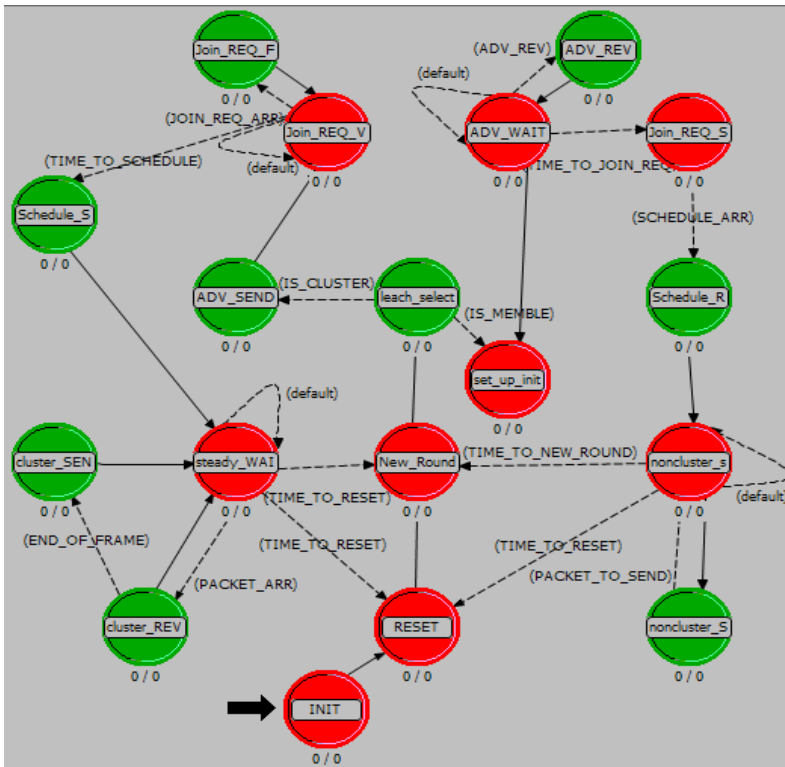 Join_REQ_F
0 / 0
(ADV_REV)
ADV_REV
0 / 0
(default)
(JOIN_REQ_ARR)
Join_REQ_V
0 / 0
ADV_WAIT
0 / 0
Join_REQ_S
0 / 0
(TIME_TO_SCHEDULE)
(default)
TIME_TO_JOIN_REQ
Schedule_S
0 / 0
(SCHEDULE_ARR)
(IS_CLUSTER)
ADV_SEND
0 / 0
leach_select
0 / 0
Schedule_R
0 / 0
(IS_MEMBLE)
set_up_init
0 / 0
(default)
cluster_SEN
0 / 0
steady_WAI
0 / 0
New_Round
0 / 0
(TIME_TO_NEW_ROUND)
noncluster_s
0 / 0
(default)
(TIME_TO_RESET)
(END_OF_FRAME)
(TIME_TO_RESET)
(TIME_TO_RESET)
(PACKET_ARR)
(PACKET_TO_SEND)
cluster_REV
0 / 0
RESET
0 / 0
noncluster_S
0 / 0
INIT
0 / 0